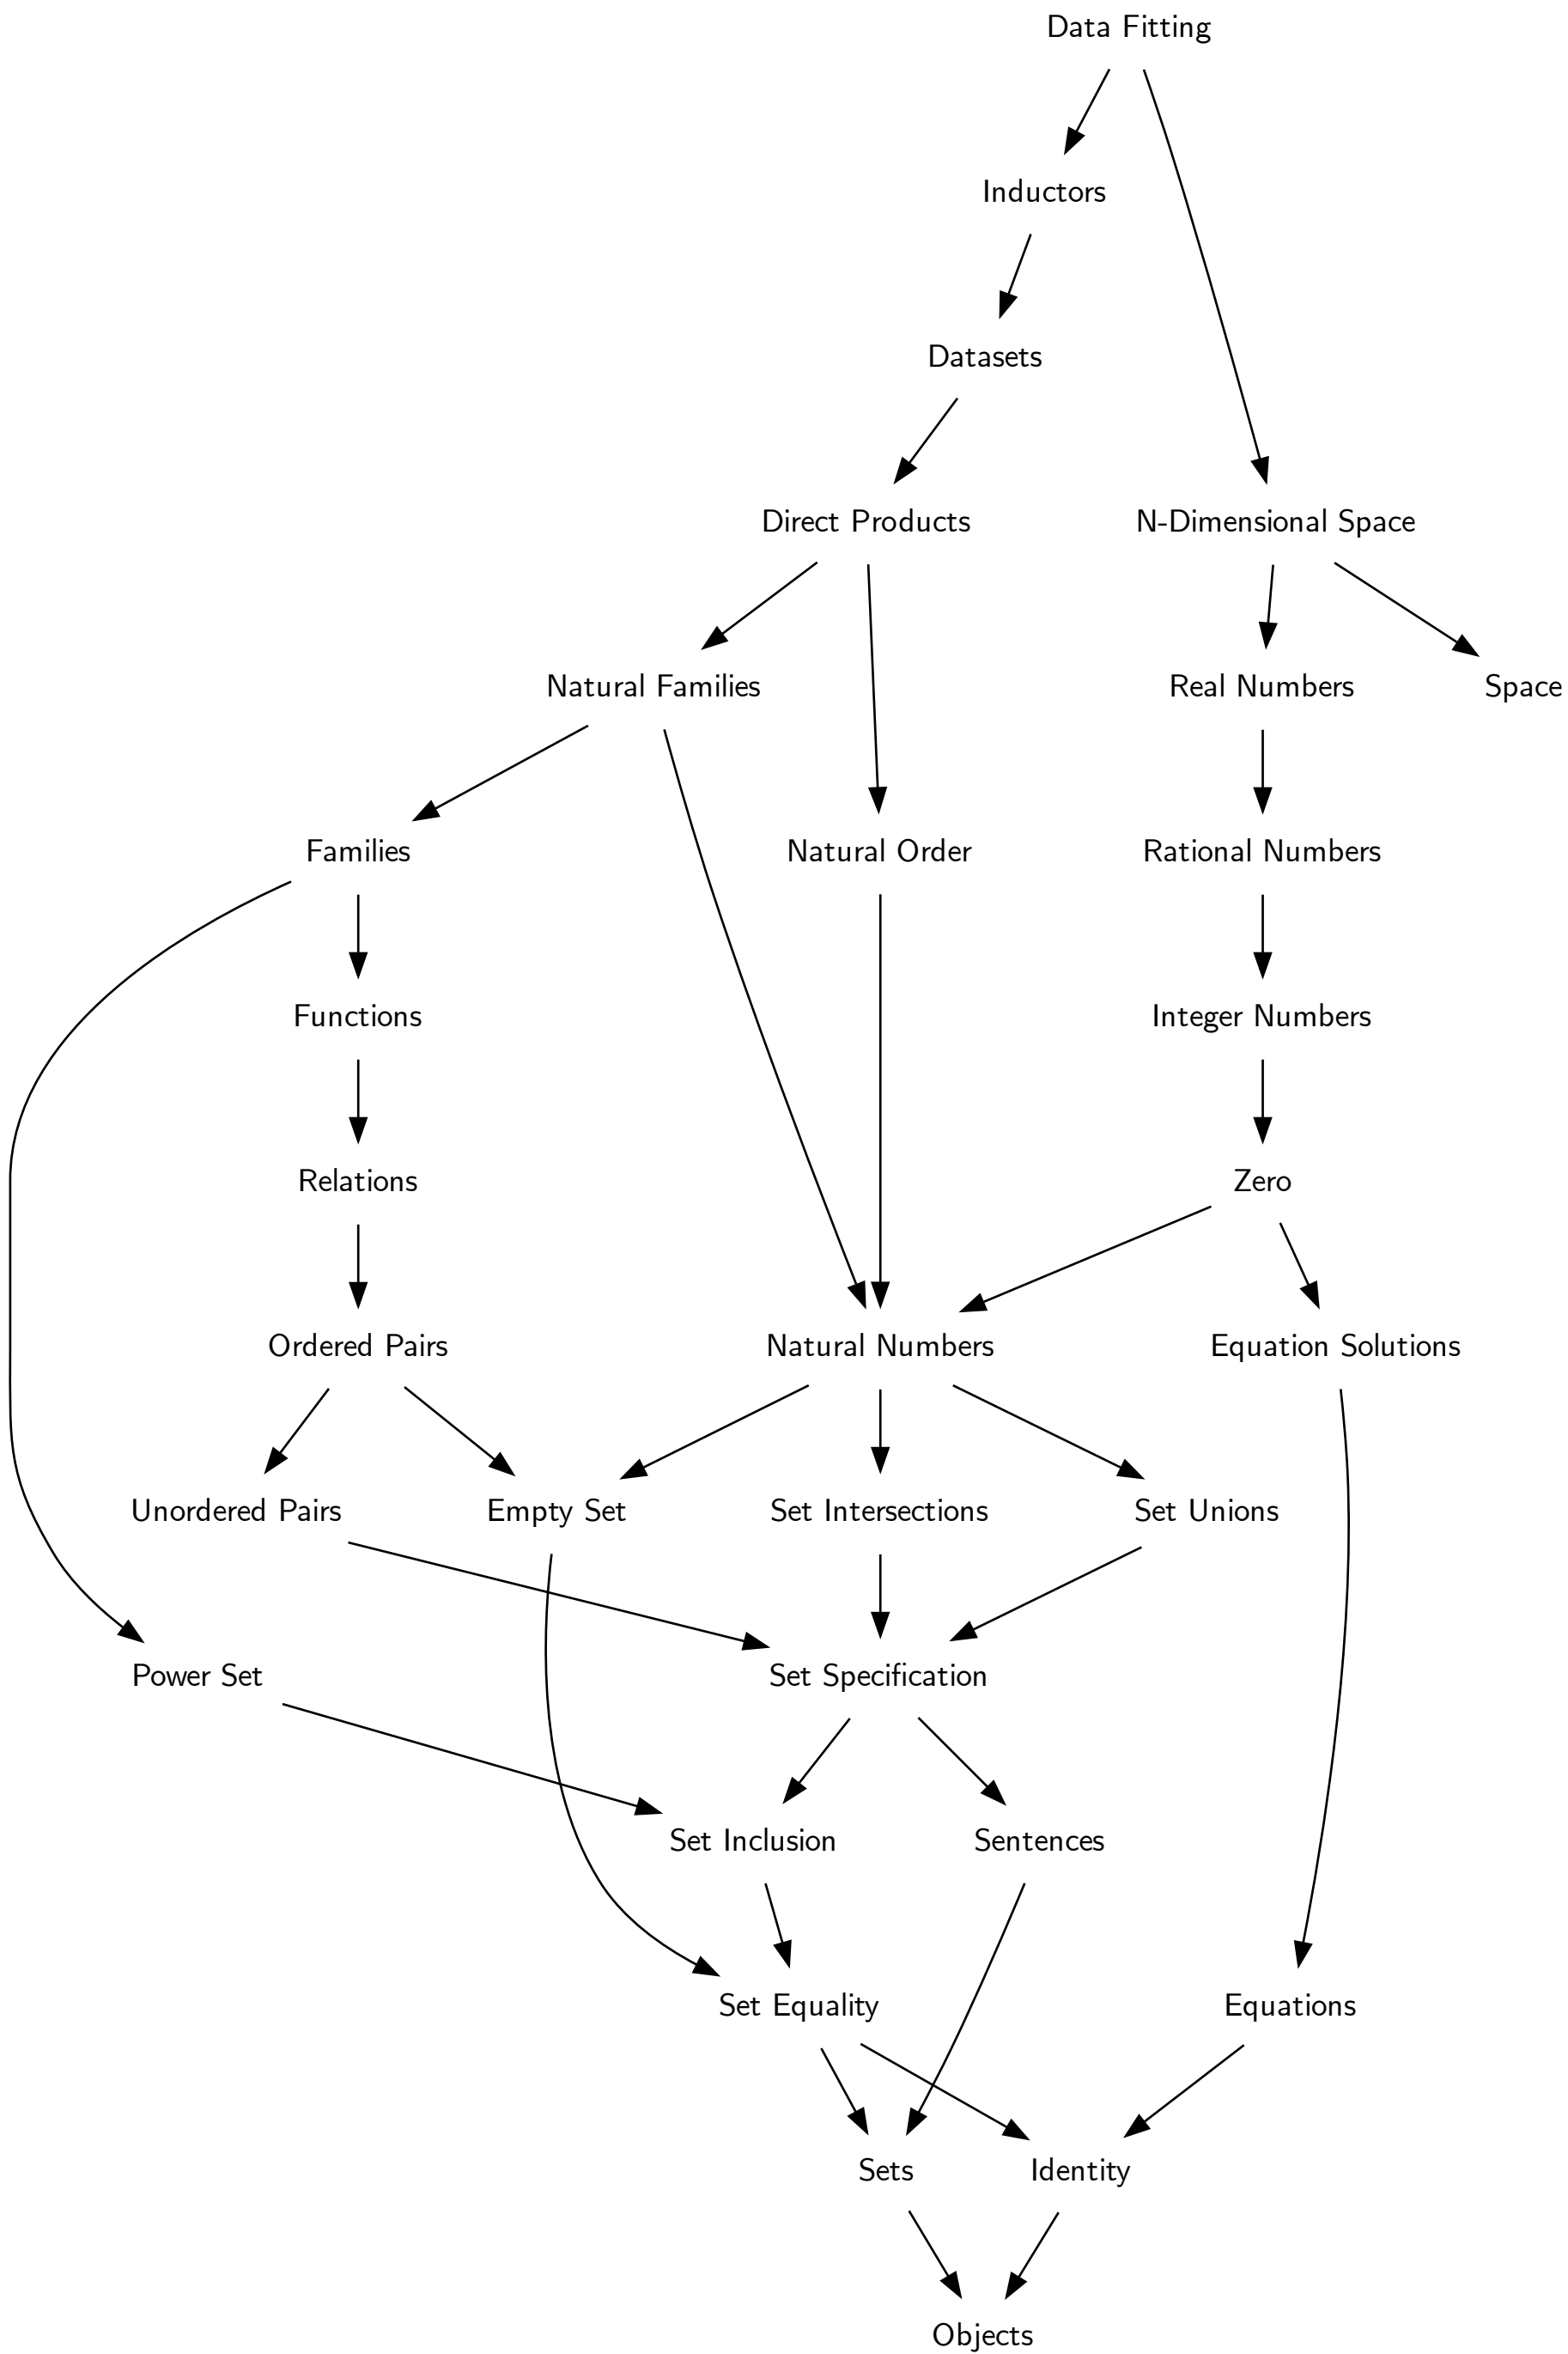 Data Fitting
Inductors
Datasets
Direct Products
N-Dimensional Space
Natural Families
Real Numbers
Space
Families
Natural Order
Rational Numbers
Functions
Integer Numbers
Relations
Zero
Ordered Pairs
Natural Numbers
Equation Solutions
Unordered Pairs
Empty Set
Set Intersections
Set Unions
Power Set
Set Specification
Set Inclusion
Sentences
Set Equality
Equations
Sets
Identity
Objects